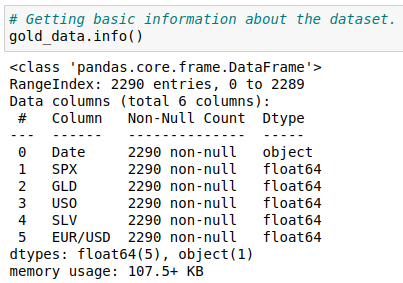 # Getting basic information about the dataset.
gold_data.info()
<class 'pandas.core.frame.DataFrame'>
RangeIndex: 2290 entries, 0 to 2289
Data columns (total 6 columns):
 #   Column   Non-Null Count  Dtype
---  ------   --------------  -----
 0   Date     2290 non-null   object
 1   SPX      2290 non-null   float64
 2   GLD      2290 non-null   float64
 3   USO      2290 non-null   float64
 4   SLV      2290 non-null   float64
 5   EUR/USD  2290 non-null   float64
dtypes: float64(5), object(1)
memory usage: 107.5+ KB